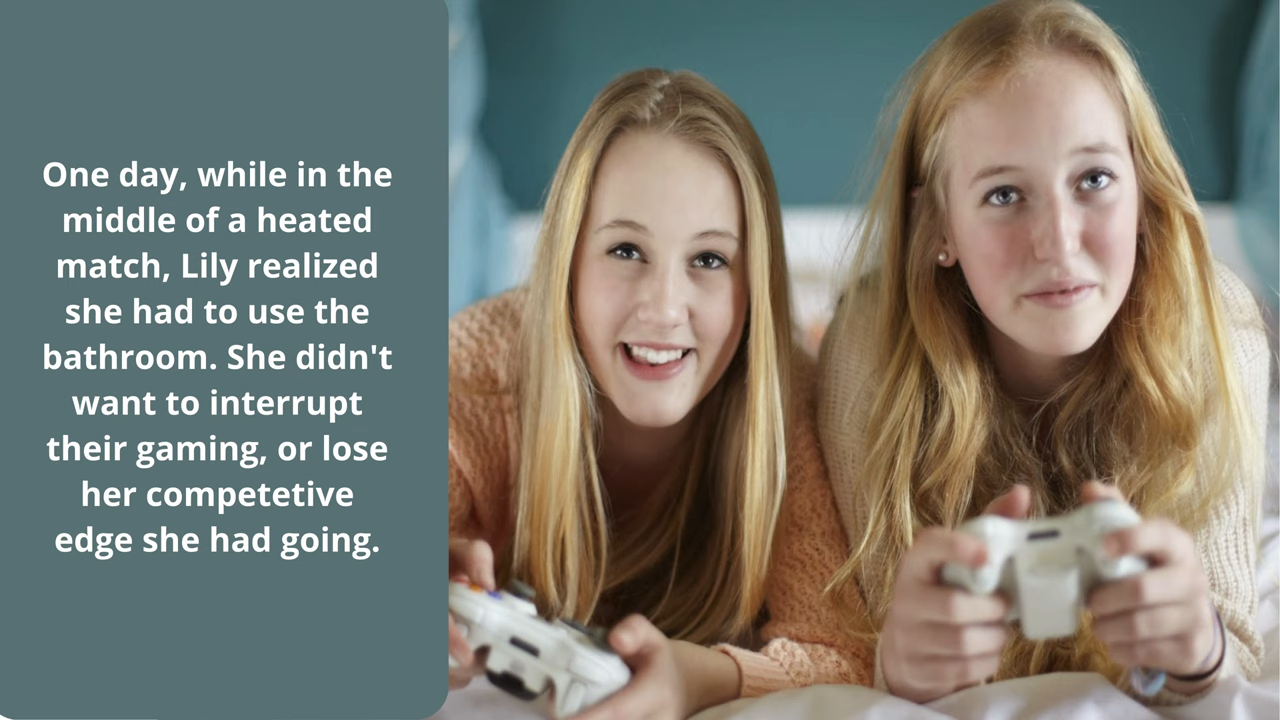 One day, while in the
middle of a heated
match, Lily realized
she had to use the
bathroom. She didn't
want to interrupt
their gaming, or lose
her competetive
edge she had going.